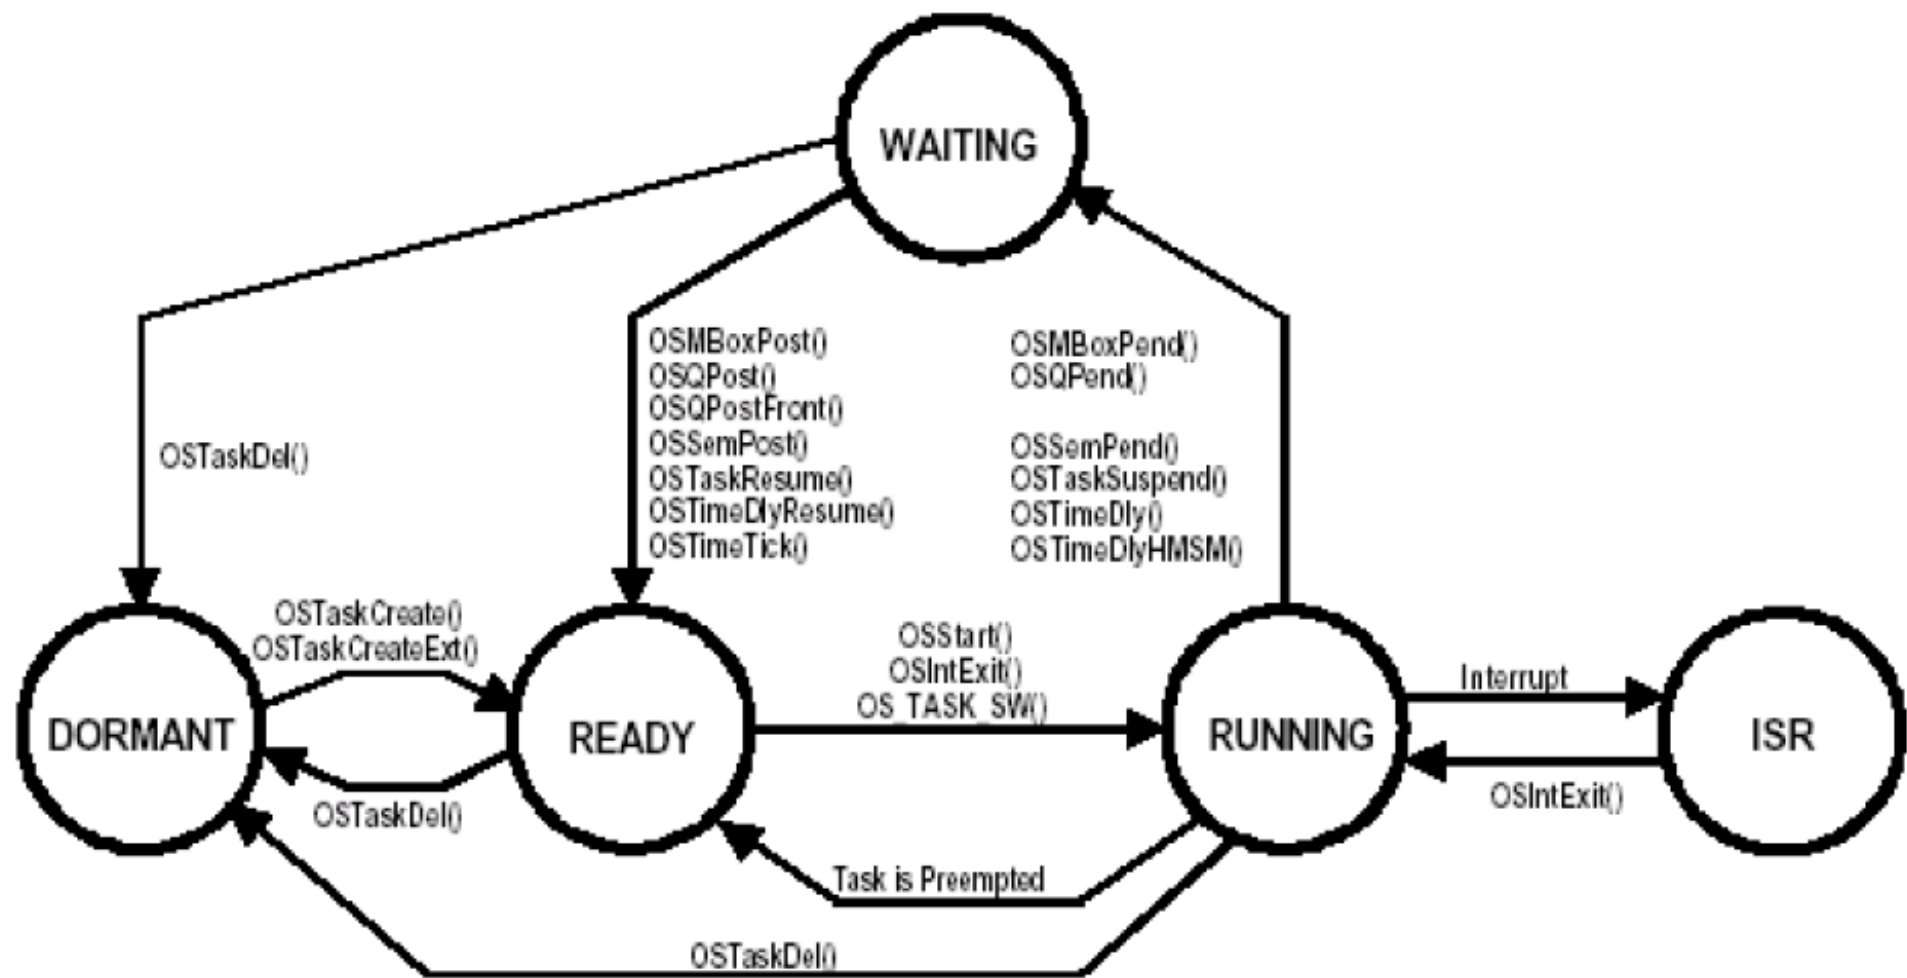 WAITING
OSMBoxPost()
OSQPost()
OSQPostFront()
OSSemPost()
OSTaskResume()
OSTimeDlyResume()
OSTimeTick()
OSMBoxPend()
OSQPend()
OSSemPend()
OSTaskSuspend()
OSTimeDly()
OSTimeDlyHMSM()
OSTaskDel()
OSTaskCreate()
OSTaskCreateExt()
OSStart()
OSIntExit()
OS_TASK_SW()
Interrupt
DORMANT
READY
RUNNING
ISR
OSTaskDel()
OSIntExit()
Task is Preempted
OSTaskDel()